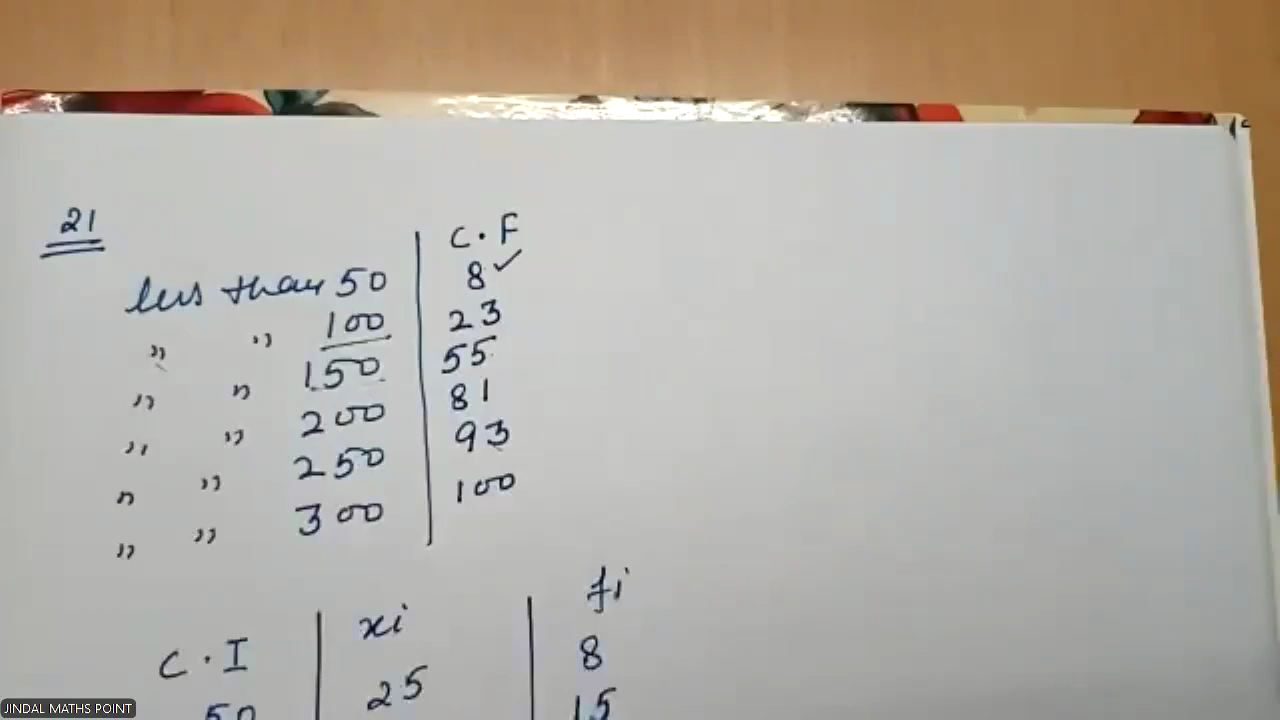 21
C.F
less than 50 8 ✓
" " 100 23
" " 150 55
" " 200 81
" " 250 93
" " 300 100
C.I xi fi
25 8
50 15
JINDAL MATHS POINT